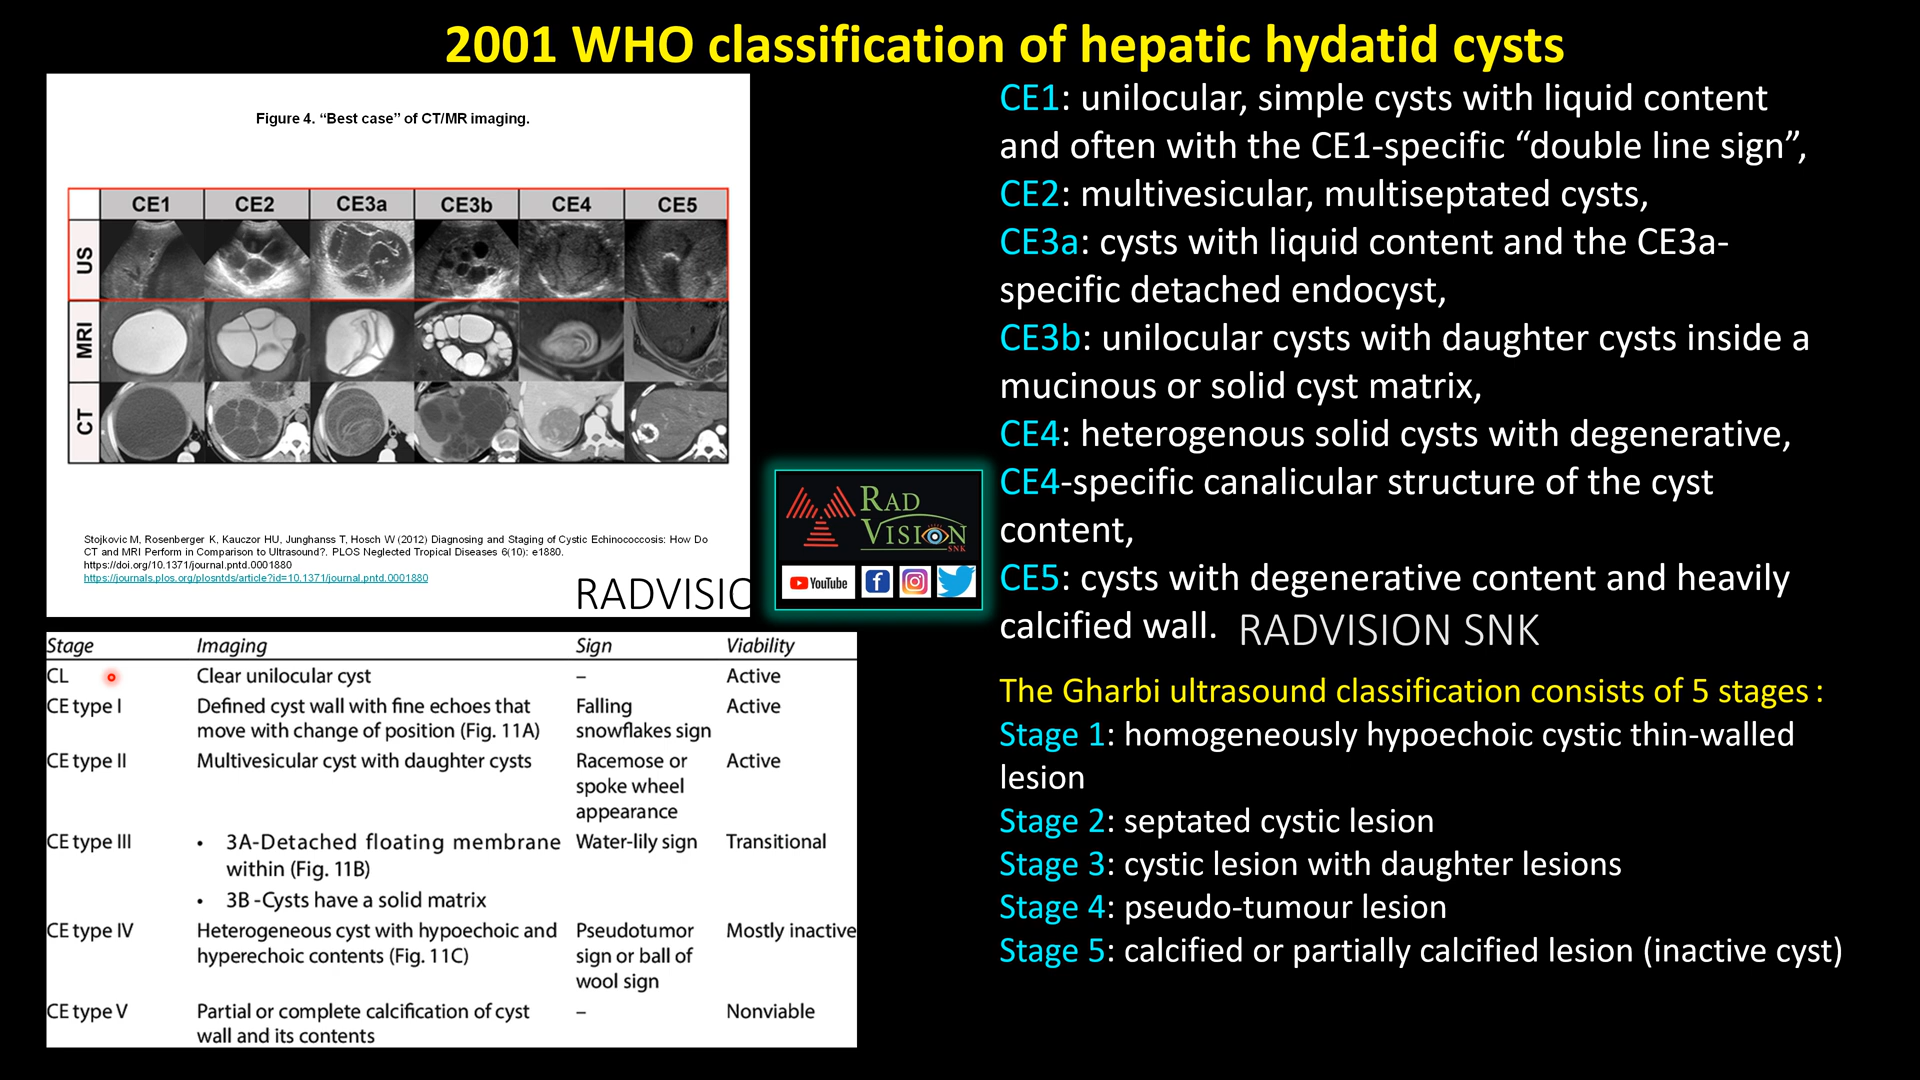 2001 WHO classification of hepatic hydatid cysts
Figure 4. “Best case” of CT/MR imaging.
CE1 CE2 CE3a CE3b CE4 CE5
US
MRI
CT
Stojkovic M, Rosenberger K, Kauczor HU, Junghanss T, Hosch W (2012) Diagnosing and Staging of Cystic Echinococcosis: How Do
CT and MRI Perform in Comparison to Ultrasound?. PLOS Neglected Tropical Diseases 6(10): e1880.
https://doi.org/10.1371/journal.pntd.0001880
https://journals.plos.org/plosntds/article?id=10.1371/journal.pntd.0001880
RADVISIO
RAD
VISION
SNK
YouTube
CE1: unilocular, simple cysts with liquid content
and often with the CE1-specific “double line sign”,
CE2: multivesicular, multiseptated cysts,
CE3a: cysts with liquid content and the CE3a-
specific detached endocyst,
CE3b: unilocular cysts with daughter cysts inside a
mucinous or solid cyst matrix,
CE4: heterogenous solid cysts with degenerative,
CE4-specific canalicular structure of the cyst
content,
CE5: cysts with degenerative content and heavily
calcified wall. RADVISION SNK
Stage Imaging Sign Viability
CL Clear unilocular cyst – Active
CE type I Defined cyst wall with fine echoes that Falling Active
move with change of position (Fig. 11A) snowflakes sign
CE type II Multivesicular cyst with daughter cysts Racemose or Active
spoke wheel
appearance
CE type III • 3A-Detached floating membrane Water-lily sign Transitional
within (Fig. 11B)
• 3B -Cysts have a solid matrix
CE type IV Heterogeneous cyst with hypoechoic and Pseudotumor Mostly inactive
hyperechoic contents (Fig. 11C) sign or ball of
wool sign
CE type V Partial or complete calcification of cyst – Nonviable
wall and its contents
The Gharbi ultrasound classification consists of 5 stages :
Stage 1: homogeneously hypoechoic cystic thin-walled
lesion
Stage 2: septated cystic lesion
Stage 3: cystic lesion with daughter lesions
Stage 4: pseudo-tumour lesion
Stage 5: calcified or partially calcified lesion (inactive cyst)